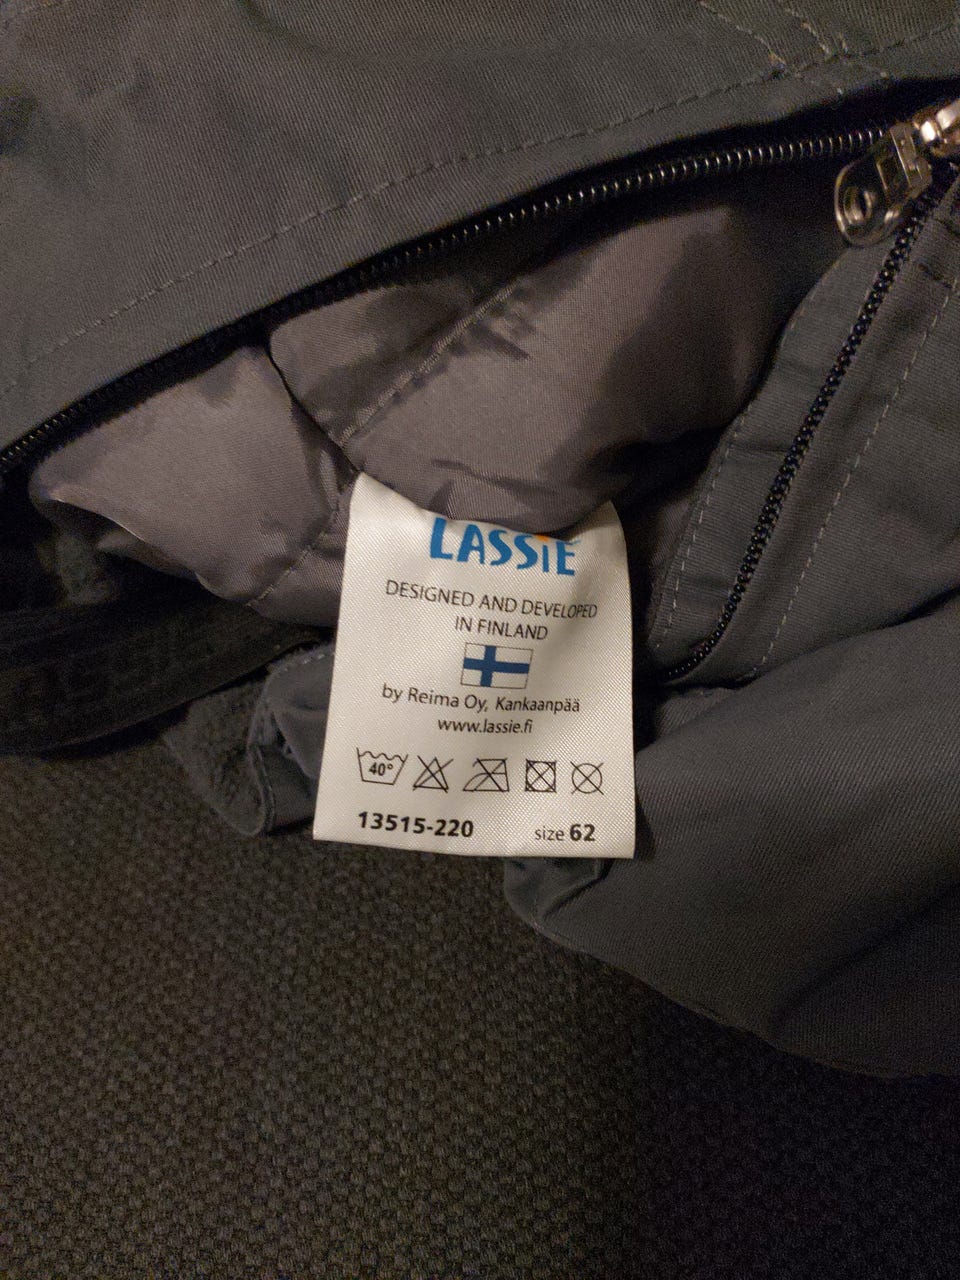 LASSiE
DESIGNED AND DEVELOPED
IN FINLAND
by Reima Oy, Kankaanpää
www.lassie.fi
40°
13515-220 size 62